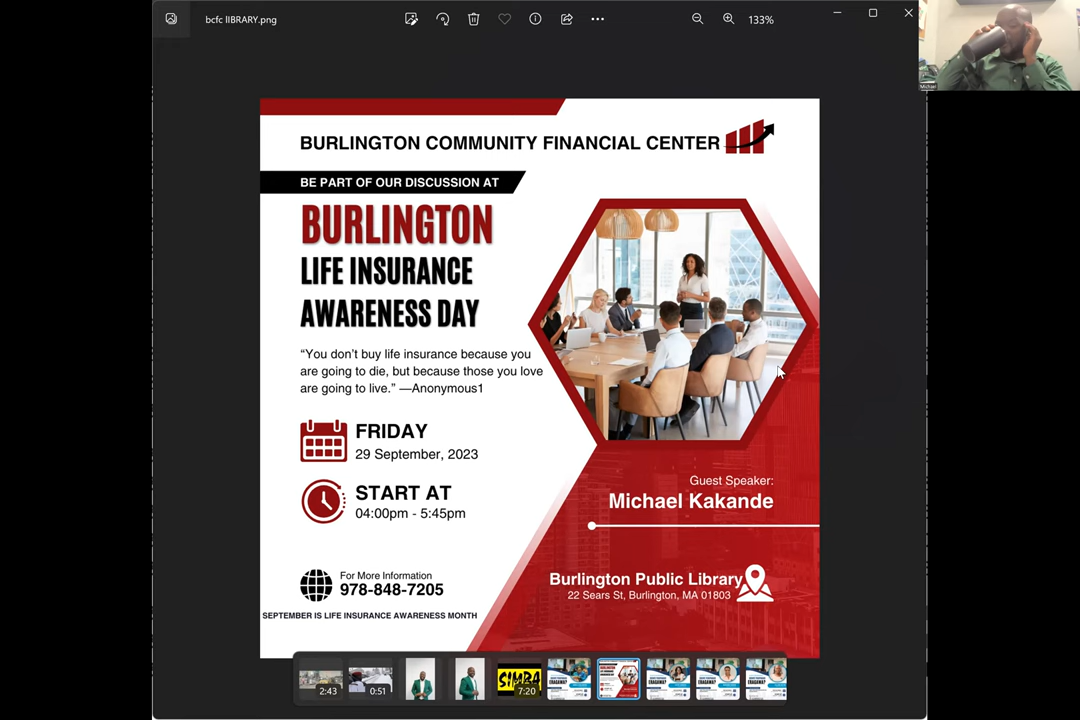 bcfc lIBRARY.png
133%
Michael
BURLINGTON COMMUNITY FINANCIAL CENTER
BE PART OF OUR DISCUSSION AT
BURLINGTON
LIFE INSURANCE
AWARENESS DAY
“You don’t buy life insurance because you
are going to die, but because those you love
are going to live.” —Anonymous1
FRIDAY
29 September, 2023
START AT
04:00pm - 5:45pm
Guest Speaker:
Michael Kakande
For More Information
978-848-7205
Burlington Public Library
22 Sears St, Burlington, MA 01803
SEPTEMBER IS LIFE INSURANCE AWARENESS MONTH
2:43
0:51
SIMBA
7:20